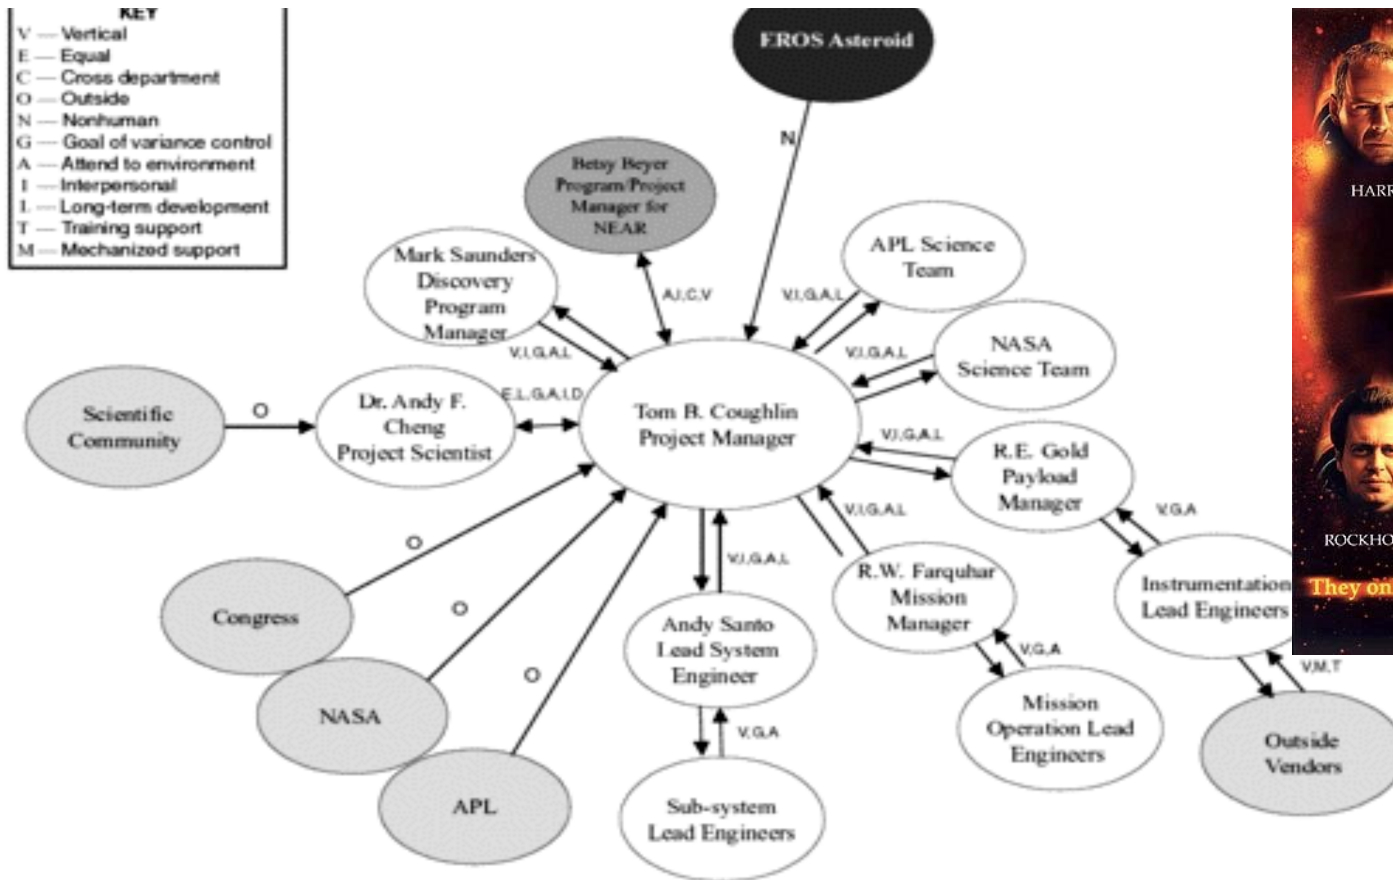 KEY
V — Vertical
E — Equal
C — Cross department
O — Outside
N — Nonhuman
G — Goal of variance control
A — Attend to environment
I — Interpersonal
L — Long-term development
T — Training support
M — Mechanized support
EROS Asteroid
N
Betsy Beyer
Program/Project
Manager for
NEAR
A,I,C,V
Mark Saunders
Discovery
Program
Manager
V,I,G,A,L
APL Science
Team
V,I,G,A,L
NASA
Science Team
V,I,G,A,L
Scientific
Community
O
Dr. Andy F.
Cheng
Project Scientist
E,L,G,A,I,D
Tom B. Coughlin
Project Manager
R.E. Gold
Payload
Manager
V,I,G,A,L
V,G,A
Instrumentation
Lead Engineers
V,M,T
Outside
Vendors
R.W. Farquhar
Mission
Manager
V,I,G,A,L
V,G,A
Mission
Operation Lead
Engineers
Andy Santo
Lead System
Engineer
V,I,G,A,L
V,G,A
Sub-system
Lead Engineers
Congress
O
NASA
O
APL
O
HARR
ROCKHO
They on